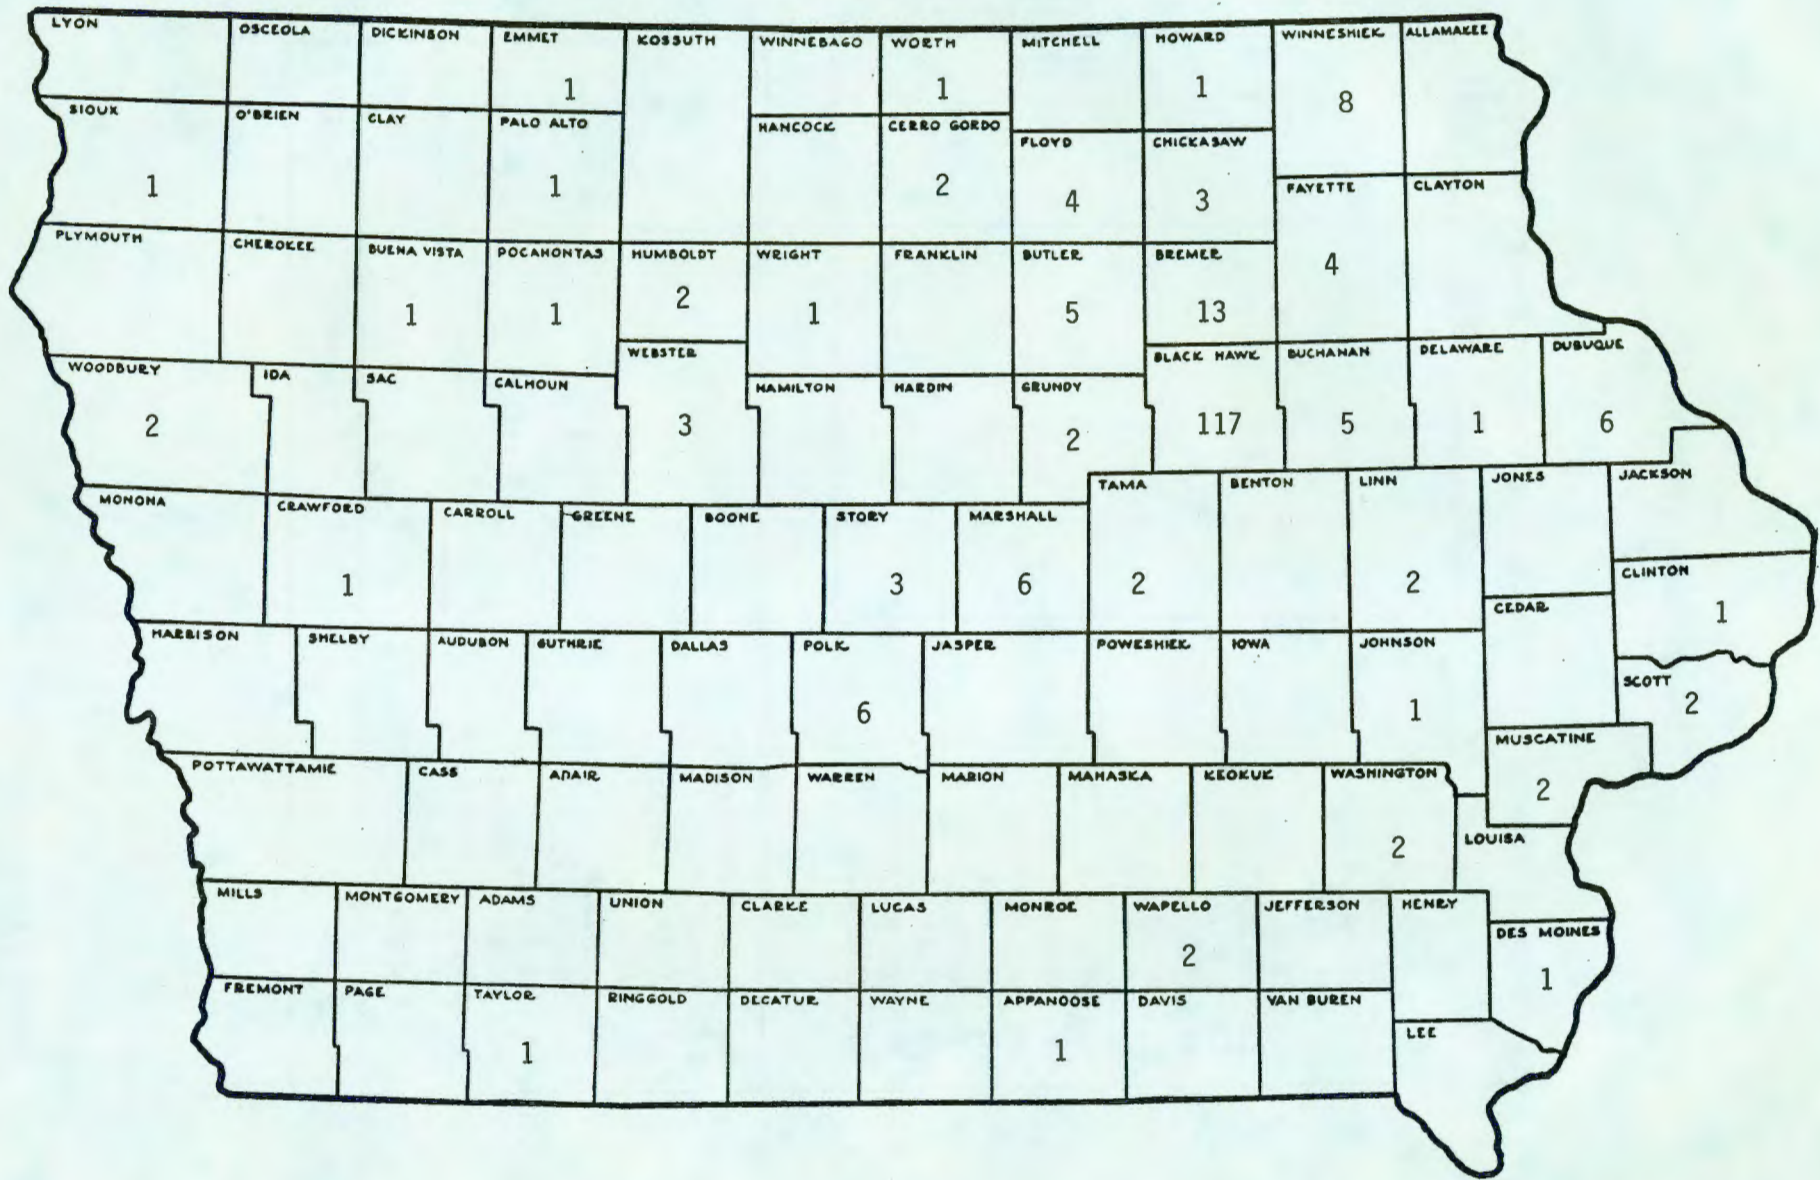 LYON
OSCEOLA
DICKINSON
EMMET
1
KOSSUTH
WINNEBAGO
WORTH
1
MITCHELL
HOWARD
1
WINNESHIEK
8
ALLAMAKEE
SIOUX
1
O'BRIEN
CLAY
PALO ALTO
1
HANCOCK
CERRO GORDO
2
FLOYD
4
CHICKASAW
3
FAYETTE
4
CLAYTON
PLYMOUTH
CHEROKEE
BUENA VISTA
1
POCAHONTAS
1
HUMBOLDT
2
WRIGHT
1
FRANKLIN
BUTLER
5
BREMER
13
WOODBURY
2
IDA
SAC
CALHOUN
WEBSTER
3
HAMILTON
HARDIN
GRUNDY
2
BLACK HAWK
117
BUCHANAN
5
DELAWARE
1
DUBUQUE
6
MONONA
CRAWFORD
1
CARROLL
GREENE
BOONE
STORY
3
MARSHALL
6
TAMA
2
BENTON
LINN
2
JONES
JACKSON
CLINTON
1
CEDAR
HARRISON
SHELBY
AUDUBON
GUTHRIE
DALLAS
POLK
6
JASPER
POWESHIEK
IOWA
JOHNSON
1
SCOTT
2
MUSCATINE
2
POTTAWATTAMIE
CASS
ADAIR
MADISON
WARREN
MARION
MAHASKA
KEOKUK
WASHINGTON
2
LOUISA
MILLS
MONTGOMERY
ADAMS
UNION
CLARKE
LUCAS
MONROE
WAPELLO
2
JEFFERSON
HENRY
DES MOINES
1
FREMONT
PAGE
TAYLOR
1
RINGGOLD
DECATUR
WAYNE
APPANOOSE
1
DAVIS
VAN BUREN
LEE